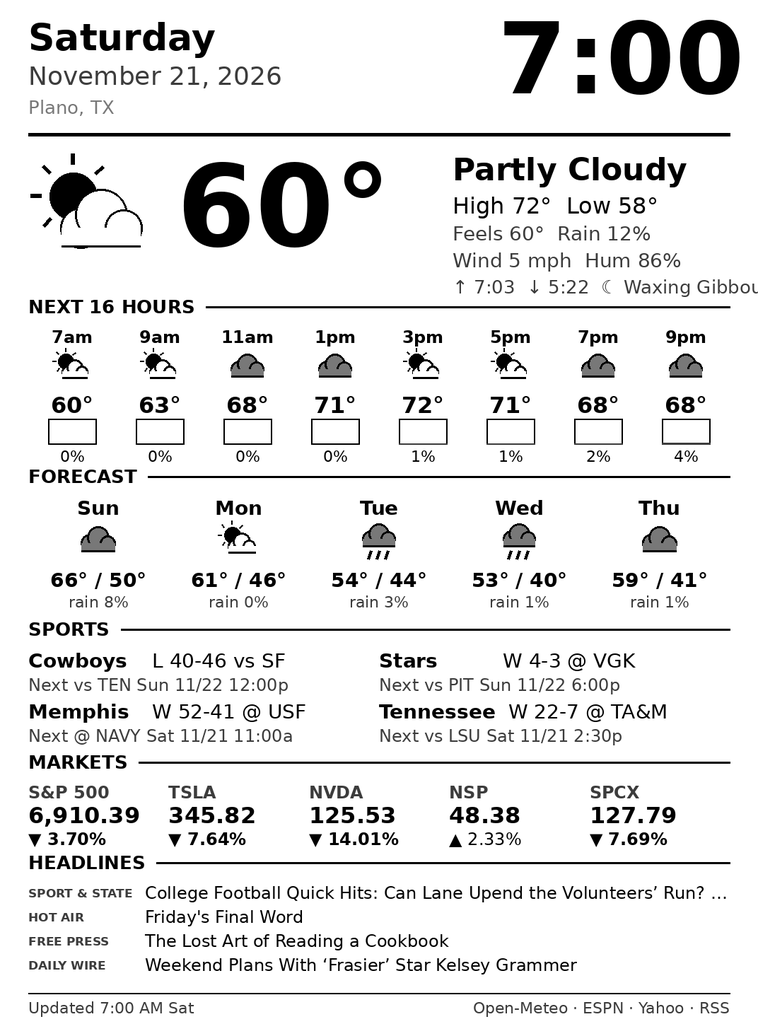 Saturday
7:00
November 21, 2026
Plano, TX
60°
Partly Cloudy
High 72° Low 58°
Feels 60° Rain 12%
Wind 5 mph Hum 86%
↑ 7:03 ↓ 5:22 ☾ Waxing Gibbou
NEXT 16 HOURS
7am 9am 11am 1pm 3pm 5pm 7pm 9pm
60° 63° 68° 71° 72° 71° 68° 68°
0% 0% 0% 0% 1% 1% 2% 4%
FORECAST
Sun Mon Tue Wed Thu
66° / 50° 61° / 46° 54° / 44° 53° / 40° 59° / 41°
rain 8% rain 0% rain 3% rain 1% rain 1%
SPORTS
Cowboys L 40-46 vs SF Stars W 4-3 @ VGK
Next vs TEN Sun 11/22 12:00p Next vs PIT Sun 11/22 6:00p
Memphis W 52-41 @ USF Tennessee W 22-7 @ TA&M
Next @ NAVY Sat 11/21 11:00a Next vs LSU Sat 11/21 2:30p
MARKETS
S&P 500 TSLA NVDA NSP SPCX
6,910.39 345.82 125.53 48.38 127.79
▼ 3.70% ▼ 7.64% ▼ 14.01% ▲ 2.33% ▼ 7.69%
HEADLINES
SPORT & STATE College Football Quick Hits: Can Lane Upend the Volunteers’ Run? ...
HOT AIR Friday's Final Word
FREE PRESS The Lost Art of Reading a Cookbook
DAILY WIRE Weekend Plans With ‘Frasier’ Star Kelsey Grammer
Updated 7:00 AM Sat Open-Meteo · ESPN · Yahoo · RSS